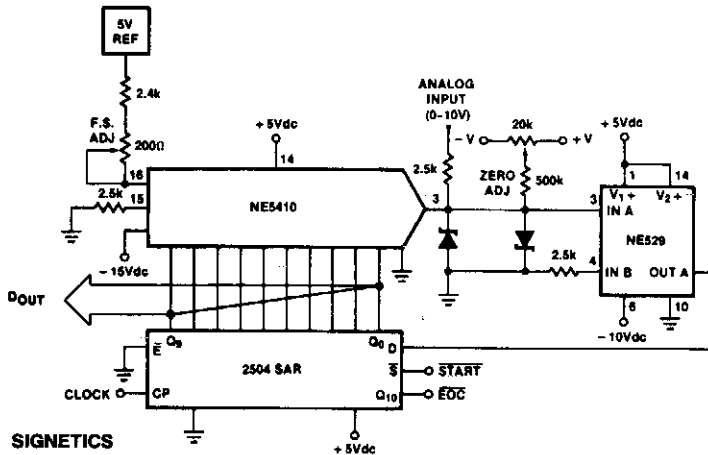 5V
REF
2.4k
F.S.
ADJ
200Ω
16
2.5k
15
-15Vdc
+5Vdc
14
NE5410
3
ANALOG
INPUT
(0-10V)
2.5k
-V
20k
+V
ZERO
ADJ
500k
+5Vdc
1
14
V1+
V2+
3
IN A
NE529
2.5k
4
IN B
OUT A
6
10
-10Vdc
DOUT
Q9
Q0
D
E
2504 SAR
S
START
CLOCK
CP
Q10
EOC
+5Vdc
SIGNETICS